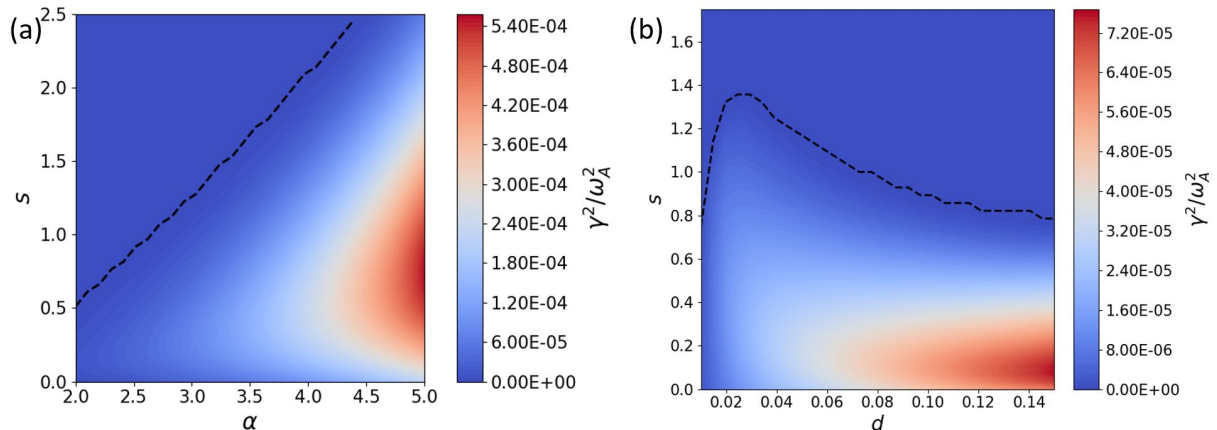 (a)
2.5
2.0
1.5
1.0
0.5
0.0
s
2.0 2.5 3.0 3.5 4.0 4.5 5.0
α
5.40E-04
4.80E-04
4.20E-04
3.60E-04
3.00E-04
2.40E-04
1.80E-04
1.20E-04
6.00E-05
0.00E+00
γ²/ω_A²
(b)
1.6
1.4
1.2
1.0
0.8
0.6
0.4
0.2
0.0
s
0.02 0.04 0.06 0.08 0.10 0.12 0.14
d
7.20E-05
6.40E-05
5.60E-05
4.80E-05
4.00E-05
3.20E-05
2.40E-05
1.60E-05
8.00E-06
0.00E+00
γ²/ω_A²